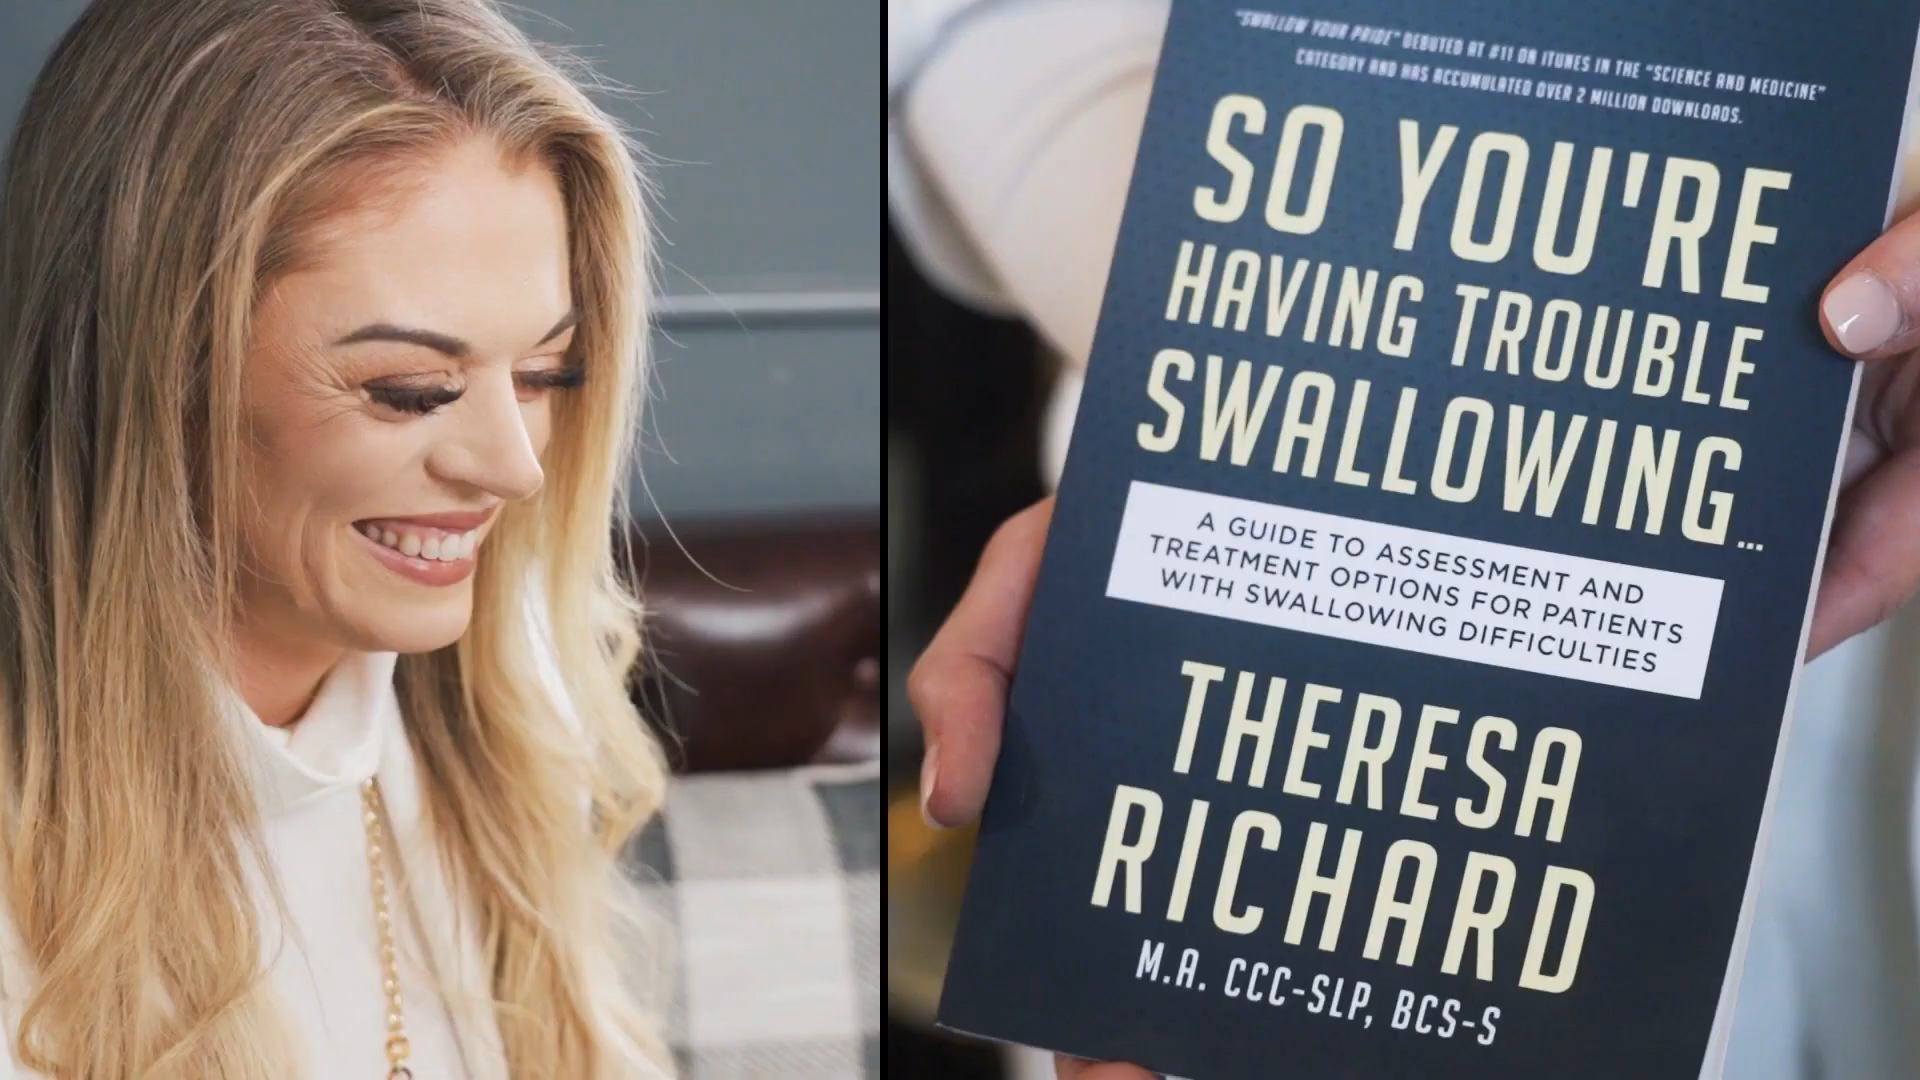 "SWALLOW YOUR PRIDE" DEBUTED AT #11 ON ITUNES IN THE "SCIENCE AND MEDICINE"
CATEGORY AND HAS ACCUMULATED OVER 2 MILLION DOWNLOADS.
SO YOU'RE
HAVING TROUBLE
SWALLOWING...
A GUIDE TO ASSESSMENT AND
TREATMENT OPTIONS FOR PATIENTS
WITH SWALLOWING DIFFICULTIES
THERESA
RICHARD
M.A. CCC-SLP, BCS-S